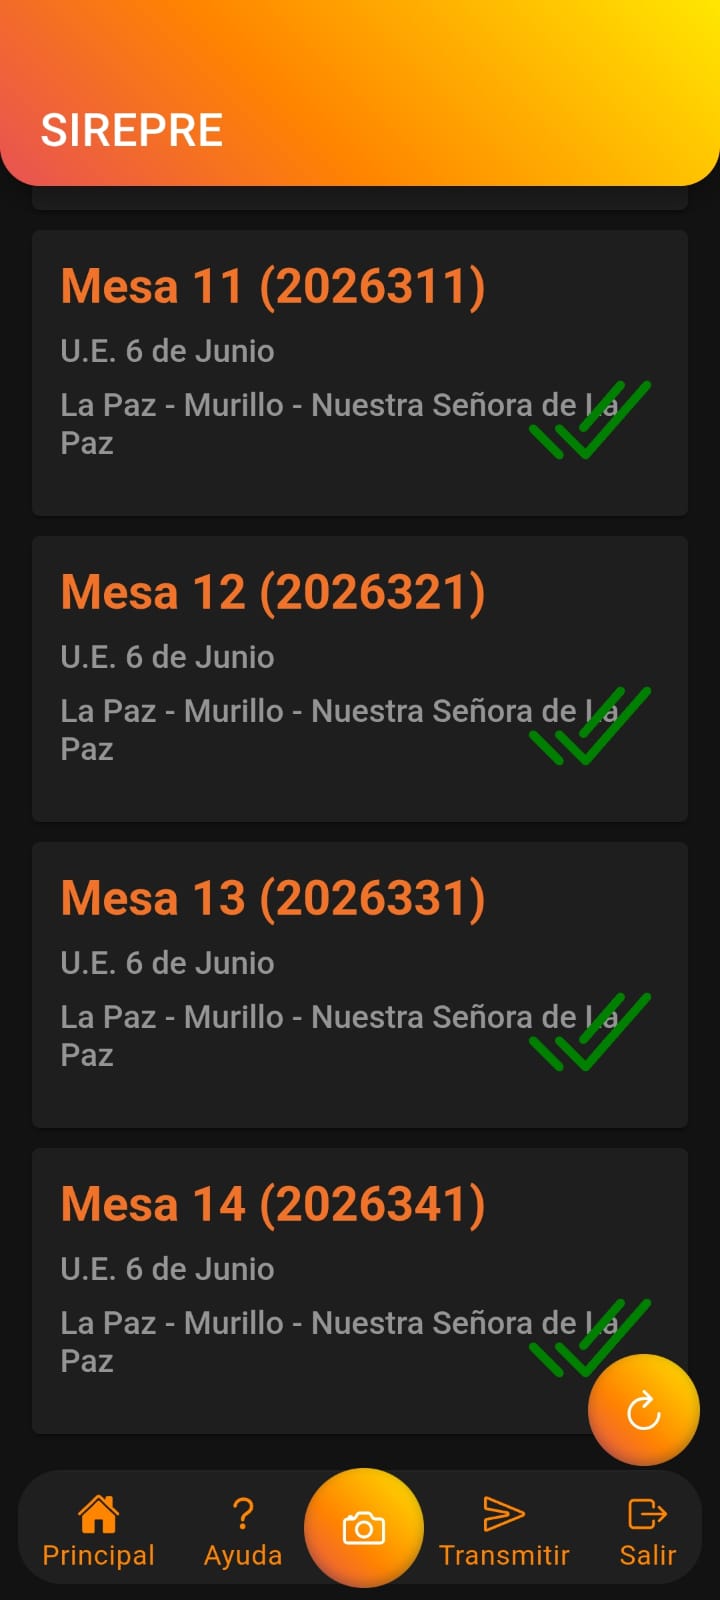 SIREPRE
Mesa 11 (2026311)
U.E. 6 de Junio
La Paz - Murillo - Nuestra Señora de La
Paz
Mesa 12 (2026321)
U.E. 6 de Junio
La Paz - Murillo - Nuestra Señora de La
Paz
Mesa 13 (2026331)
U.E. 6 de Junio
La Paz - Murillo - Nuestra Señora de La
Paz
Mesa 14 (2026341)
U.E. 6 de Junio
La Paz - Murillo - Nuestra Señora de La
Paz
Principal
Ayuda
Transmitir
Salir